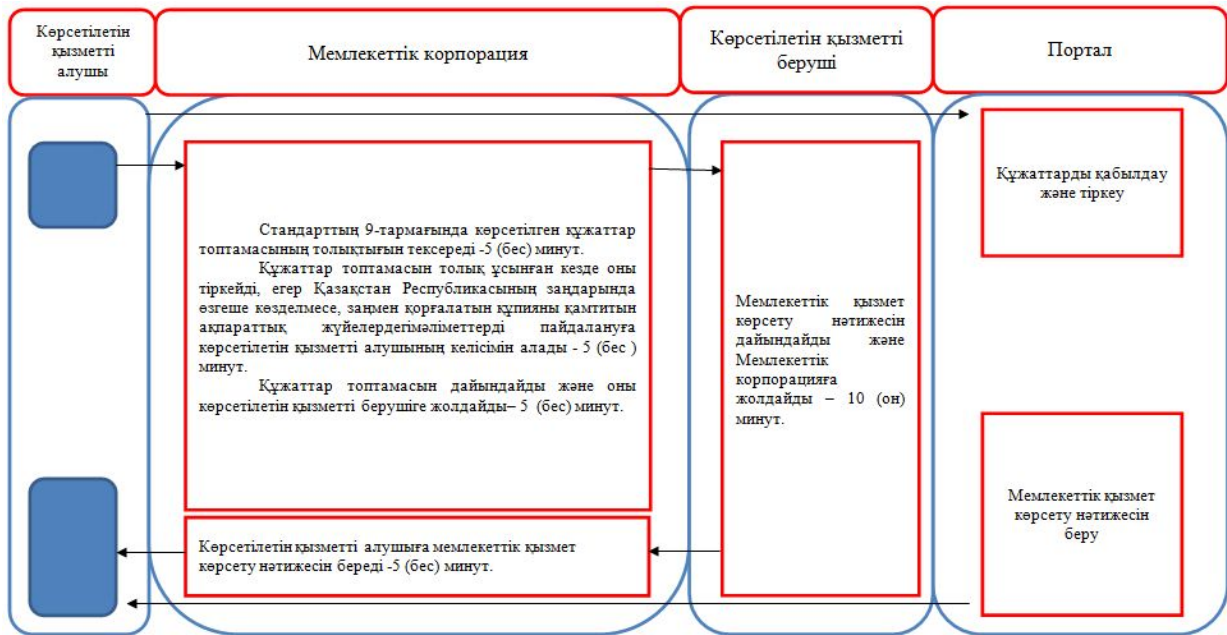 Көрсетілетін
қызметті
алушы
Мемлекеттік корпорация
Көрсетілетін қызметті
беруші
Портал
Стандарттың 9-тармағында көрсетілген құжаттар
топтамасының толықтығын тексереді -5 (бес) минут.
Құжаттар топтамасын толық ұсынған кезде оны
тіркейді, егер Қазақстан Республикасының заңдарында
өзгеше көзделмесе, заңмен қорғалатын құпияны қамтитын
ақпараттық жүйелердегімәліметтерді пайдалануға
көрсетілетін қызметті алушының келісімін алады - 5 (бес )
минут.
Құжаттар топтамасын дайындайды және оны
көрсетілетін қызметті берушіге жолдайды– 5 (бес) минут.
Көрсетілетін қызметті алушыға мемлекеттік қызмет
көрсету нәтижесін береді -5 (бес) минут.
Мемлекеттік қызмет
көрсету нәтижесін
дайындайды және
Мемлекеттік
корпорацияға
жолдайды – 10 (он)
минут.
Құжаттарды қабылдау
және тіркеу
Мемлекеттік қызмет
көрсету нәтижесін
беру